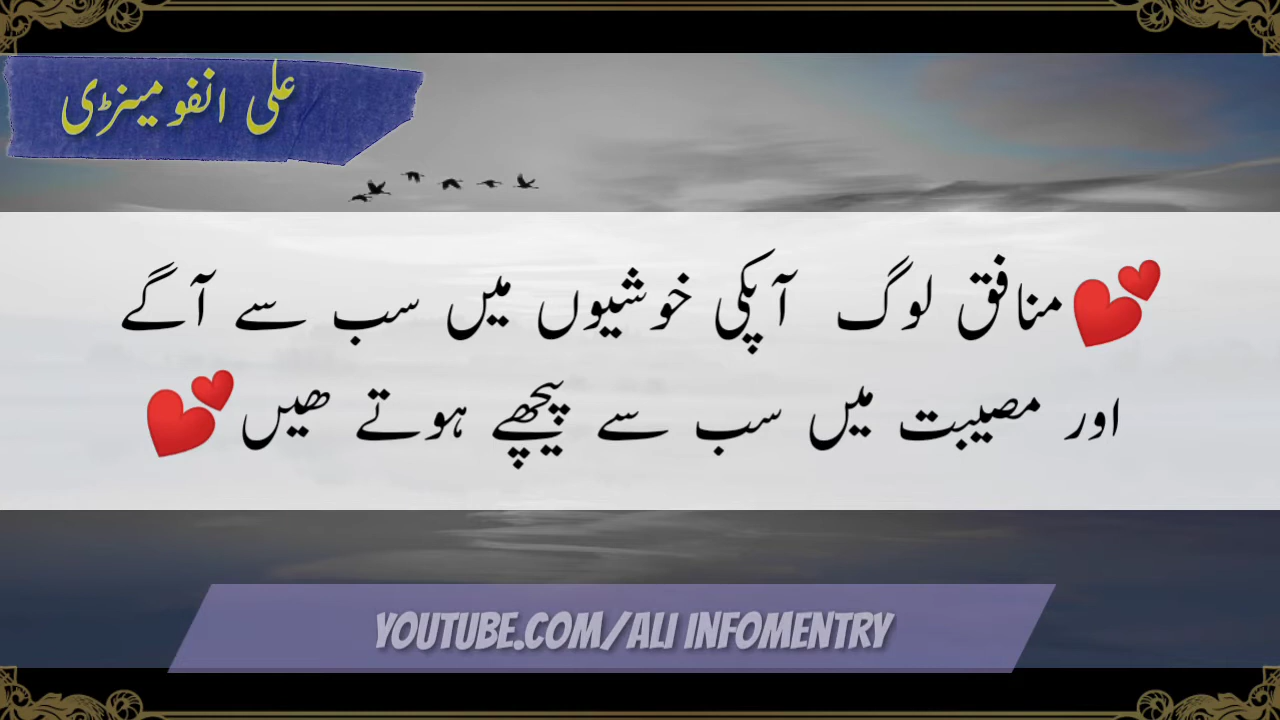 علی انفومینڑی
💕منافق لوگ آپکی خوشیوں میں سب سے آگے
اور مصیبت میں سب سے پیچھے ہوتے ھیں💕
YOUTUBE.COM/ALI INFOMENTRY